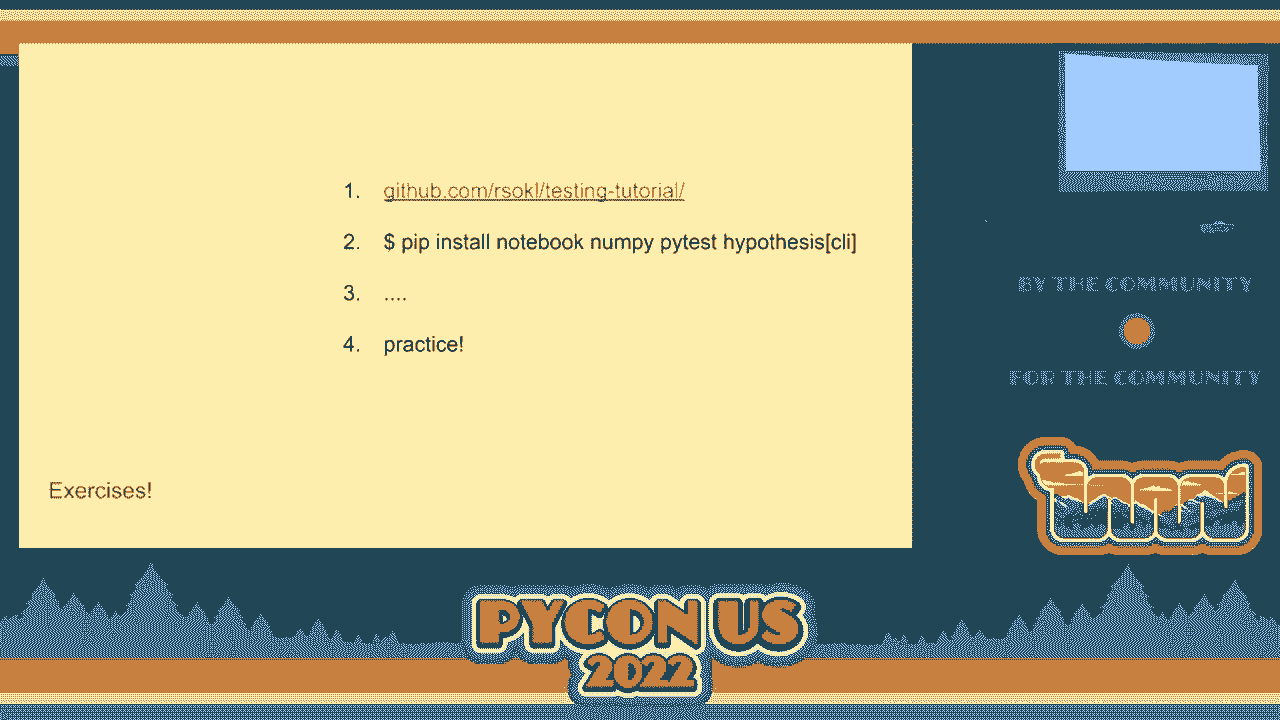 1. github.com/rsokl/testing-tutorial/
2. $ pip install notebook numpy pytest hypothesis[cli]
3. ....
4. practice!
Exercises!
BY THE COMMUNITY
FOR THE COMMUNITY
PYCON US
2022